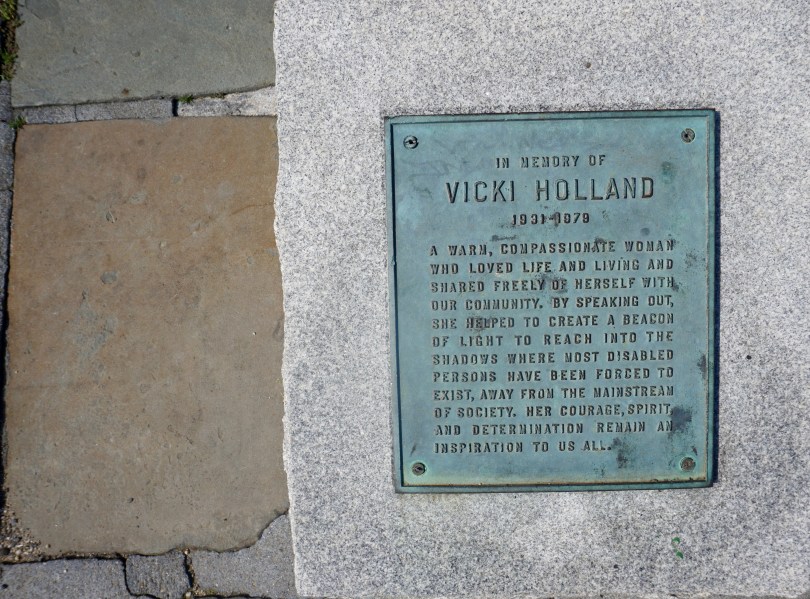 IN MEMORY OF
VICKI HOLLAND
1931-1979
A WARM, COMPASSIONATE WOMAN
WHO LOVED LIFE AND LIVING AND
SHARED FREELY OF HERSELF WITH
OUR COMMUNITY. BY SPEAKING OUT,
SHE HELPED TO CREATE A BEACON
OF LIGHT TO REACH INTO THE
SHADOWS WHERE MOST DISABLED
PERSONS HAVE BEEN FORCED TO
EXIST, AWAY FROM THE MAINSTREAM
OF SOCIETY. HER COURAGE, SPIRIT
AND DETERMINATION REMAIN AN
INSPIRATION TO US ALL.